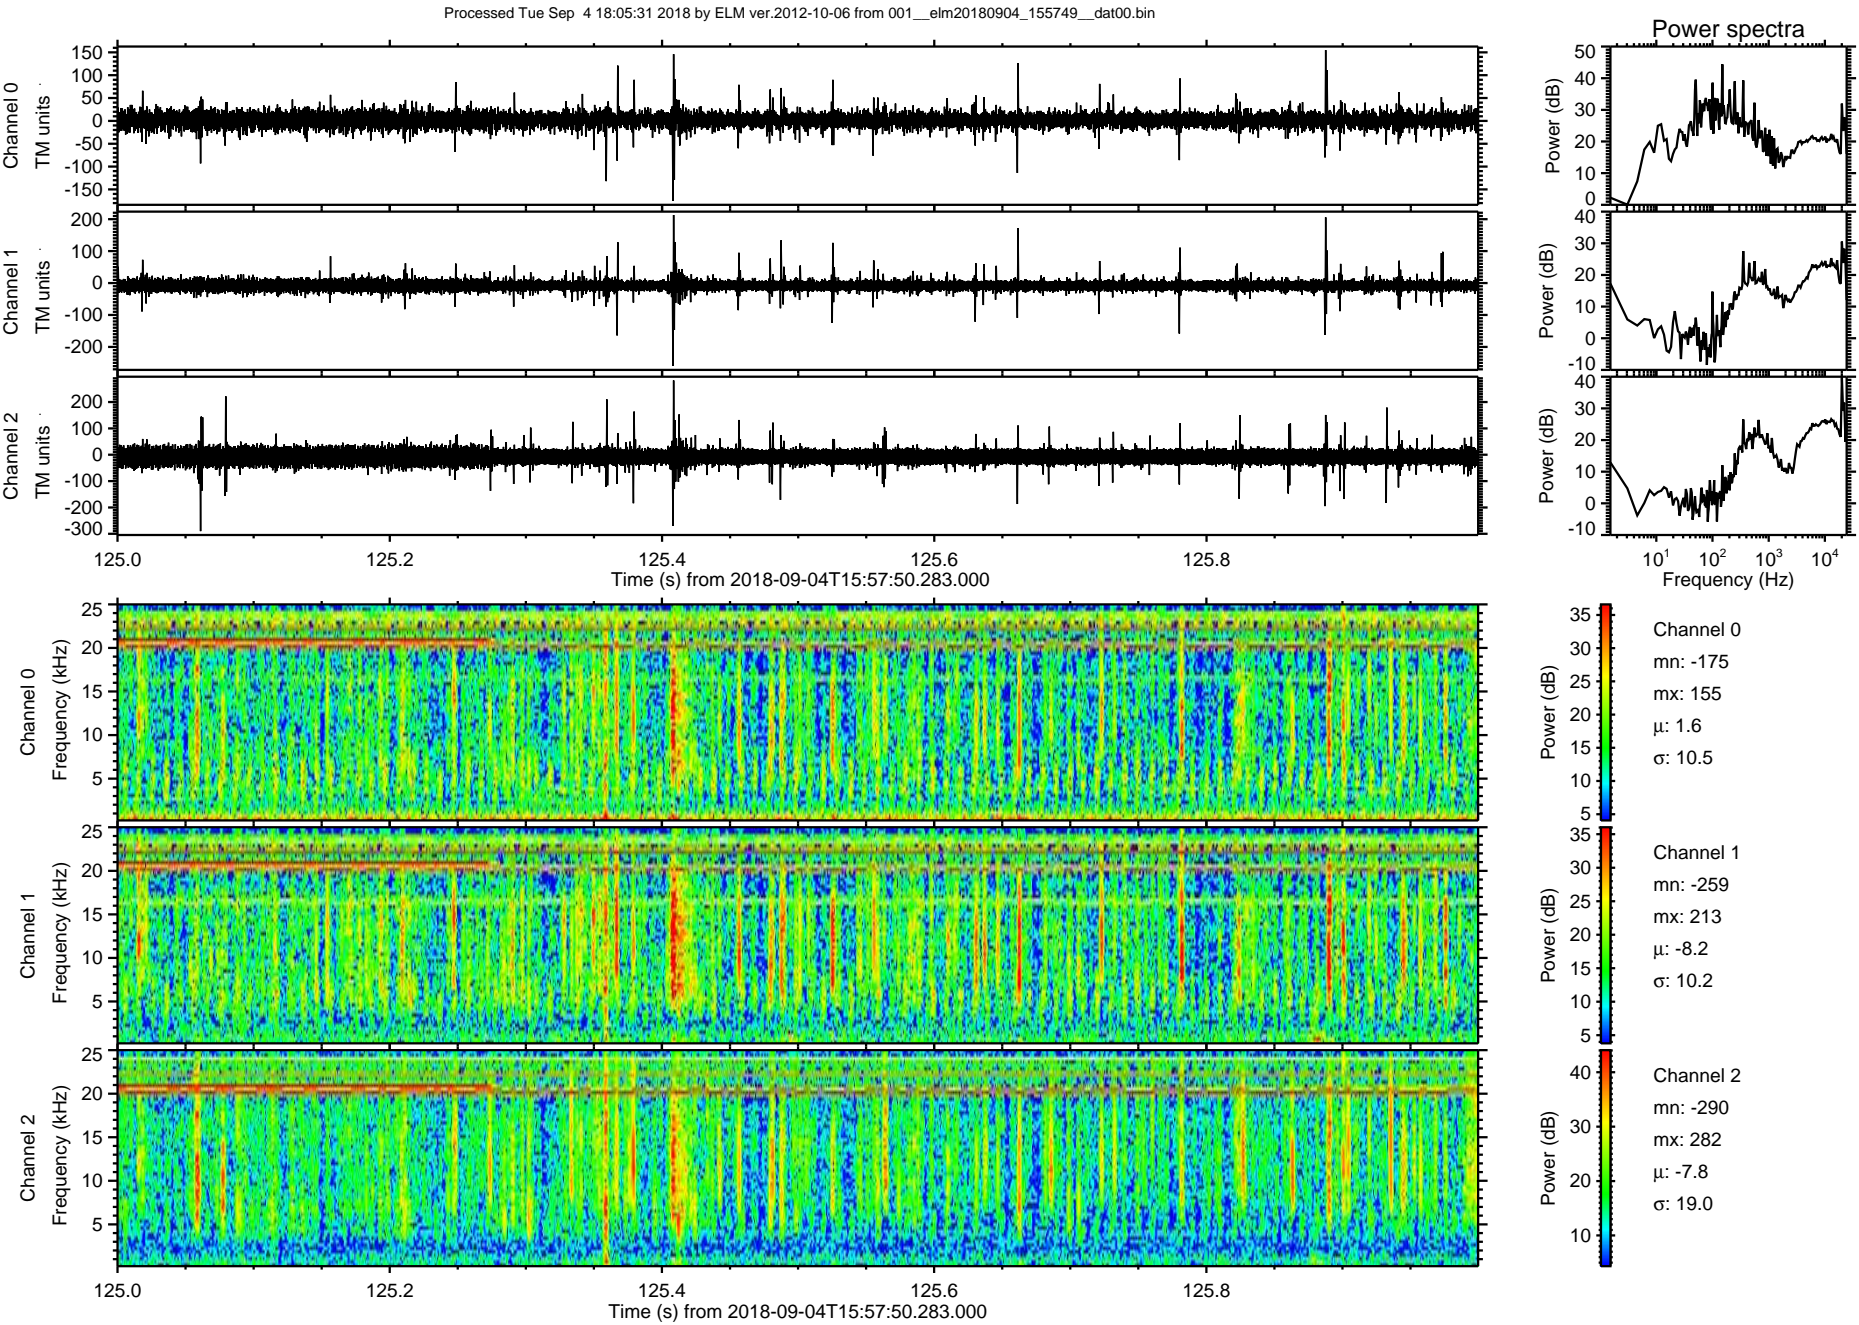 Processed Tue Sep  4 18:05:31 2018 by ELM ver.2012-10-06 from 001__elm20180904_155749__dat00.bin
Power spectra
Channel 0
TM units
150
100
50
0
-50
-100
-150
Power (dB)
50
40
30
20
10
0
Channel 1
TM units
200
100
0
-100
-200
Power (dB)
40
30
20
10
0
-10
Channel 2
TM units
200
100
0
-100
-200
-300
Power (dB)
40
30
20
10
0
-10
125.0 125.2 125.4 125.6 125.8
Time (s) from 2018-09-04T15:57:50.283.000
10¹ 10² 10³ 10⁴
Frequency (Hz)
Channel 0
Frequency (kHz)
25
20
15
10
5
Power (dB)
35
30
25
20
15
10
5
Channel 0
mn: -175
mx: 155
μ: 1.6
σ: 10.5
Channel 1
Frequency (kHz)
25
20
15
10
5
Power (dB)
35
30
25
20
15
10
5
Channel 1
mn: -259
mx: 213
μ: -8.2
σ: 10.2
Channel 2
Frequency (kHz)
25
20
15
10
5
Power (dB)
40
30
20
10
Channel 2
mn: -290
mx: 282
μ: -7.8
σ: 19.0
125.0 125.2 125.4 125.6 125.8
Time (s) from 2018-09-04T15:57:50.283.000